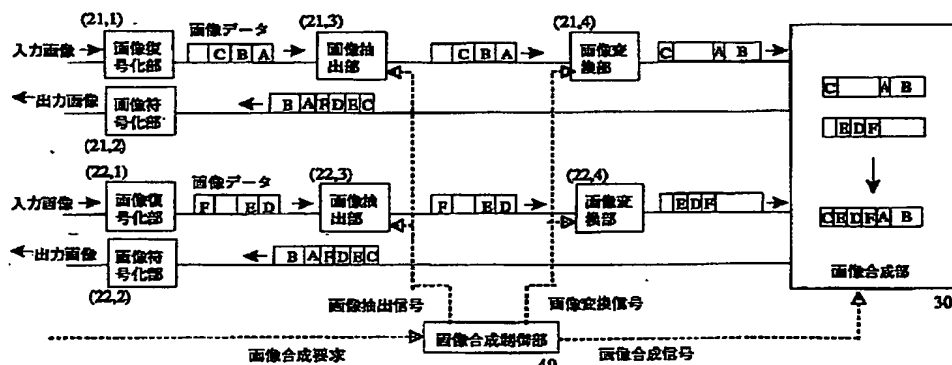 (21,1)
(21,3)
(21,4)
入力画像
画像復号化部
画像データ
C B A
画像抽出部
C B A
画像変換部
C A B
出力画像
画像符号化部
B A F D E C
(21,2)
C A B
E D F
(22,1)
(22,3)
(22,4)
入力画像
画像復号化部
画像データ
F E D
画像抽出部
F E D
画像変換部
E D F
C E D F A B
出力画像
画像符号化部
B A F D E C
(22,2)
画像合成部
30
画像抽出信号
画像変換信号
画像合成制御部
画像合成要求
画像合成信号